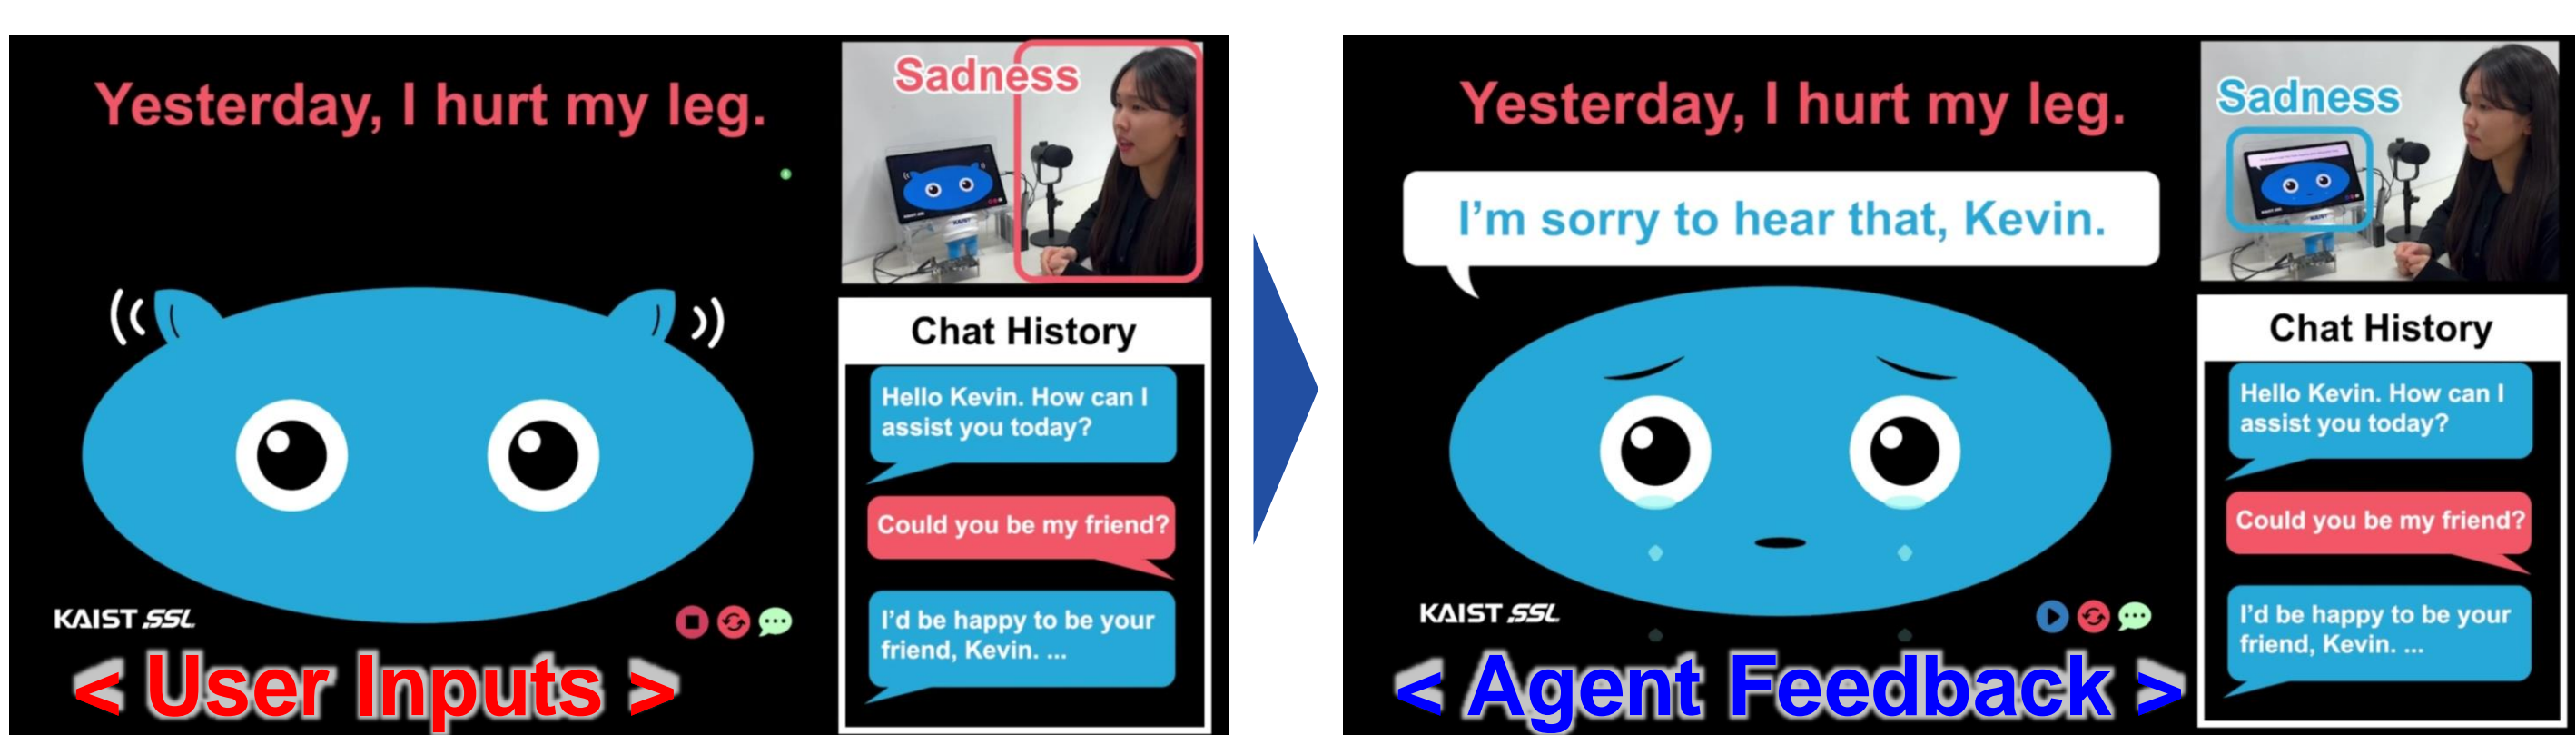 Yesterday, I hurt my leg.
Sadness
KAIST
Chat History
Hello Kevin. How can I
assist you today?
Could you be my friend?
I'd be happy to be your
friend, Kevin. ...
KAIST SSL
< User Inputs >
Yesterday, I hurt my leg.
I'm sorry to hear that, Kevin.
Sadness
Chat History
Hello Kevin. How can I
assist you today?
Could you be my friend?
I'd be happy to be your
friend, Kevin. ...
KAIST SSL
< Agent Feedback >